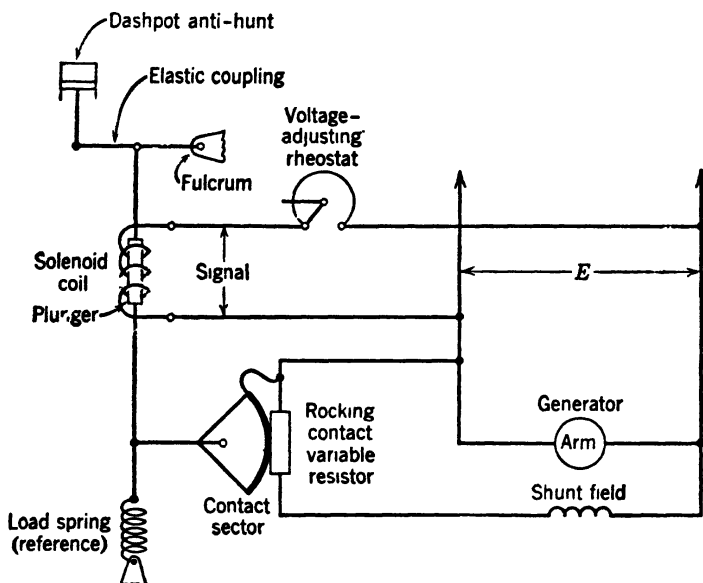 Dashpot anti-hunt
Elastic coupling
Voltage-
adjusting
rheostat
Fulcrum
Solenoid
coil
Signal
E
Plunger
Rocking
contact
variable
resistor
Generator
Arm
Contact
sector
Shunt field
Load spring
(reference)